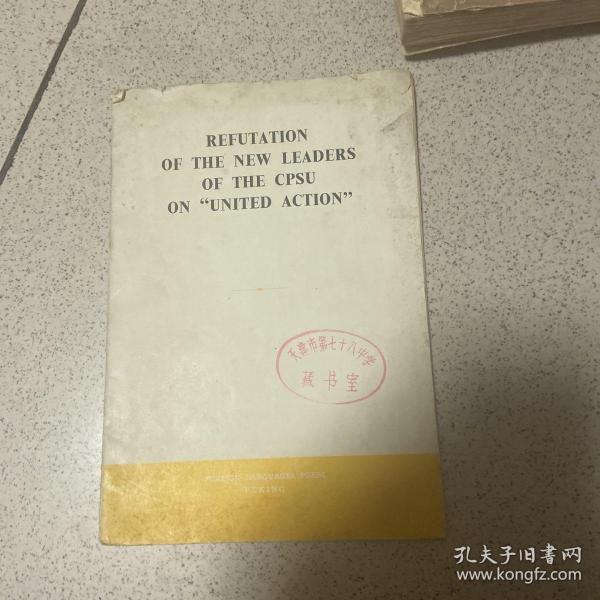 REFUTATION
OF THE NEW LEADERS
OF THE CPSU
ON “UNITED ACTION”
天津市第七十八中学
藏书室
FOREIGN LANGUAGES PRESS
PEKING
孔夫子旧书网
www.kongfz.com